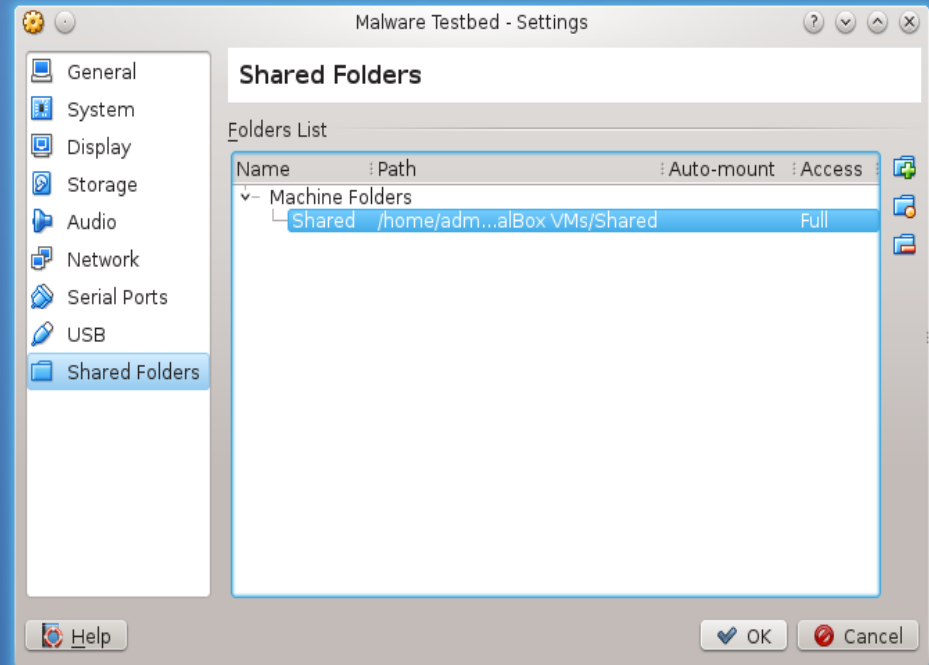 Malware Testbed - Settings
General
System
Display
Storage
Audio
Network
Serial Ports
USB
Shared Folders
Shared Folders
Folders List
Name Path Auto-mount Access
Machine Folders
Shared /home/adm...alBox VMs/Shared Full
Help OK Cancel